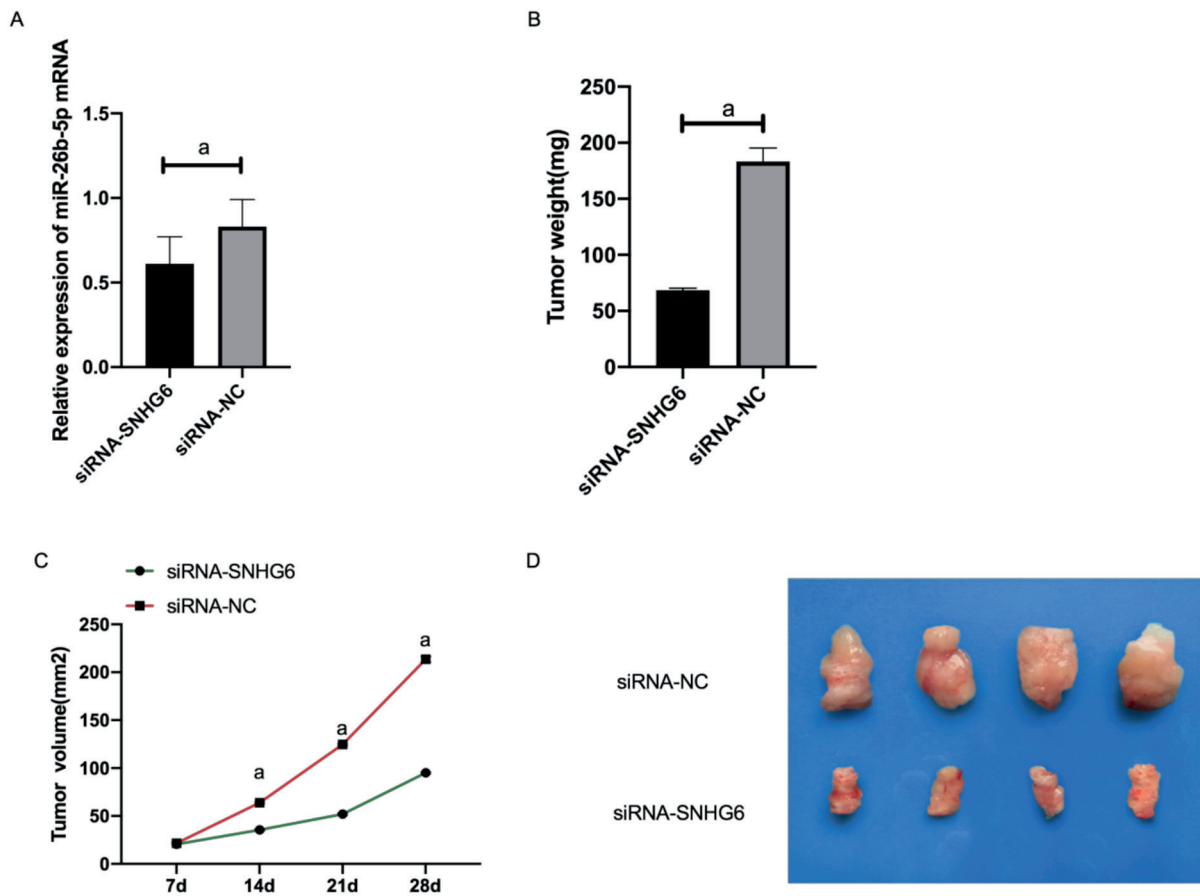 A
Relative expression of miR-26b-5p mRNA
1.5
1.0
0.5
0.0
a
siRNA-SNHG6
siRNA-NC
B
Tumor weight(mg)
250
200
150
100
50
0
a
siRNA-SNHG6
siRNA-NC
C
siRNA-SNHG6
siRNA-NC
Tumor volume(mm2)
250
200
150
100
50
0
a
a
a
7d
14d
21d
28d
D
siRNA-NC
siRNA-SNHG6